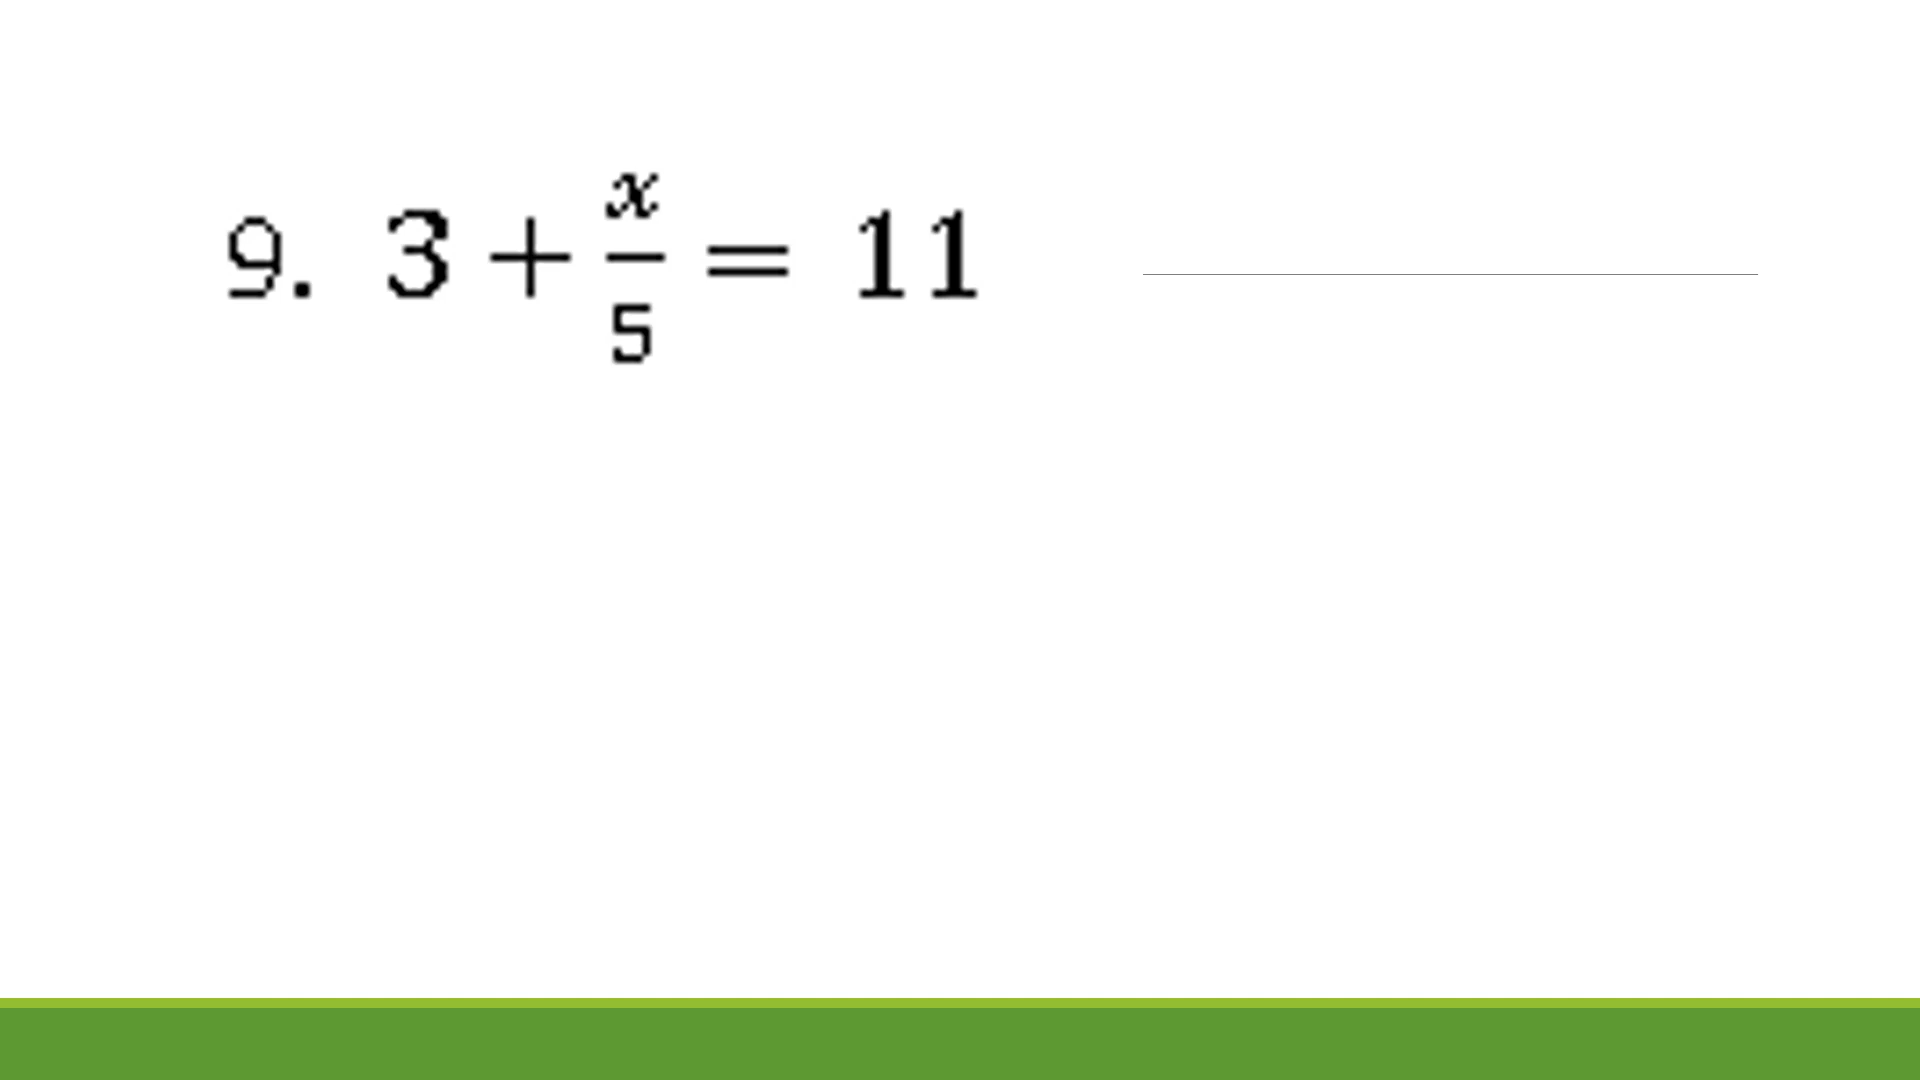 9. 3 + x/5 = 11